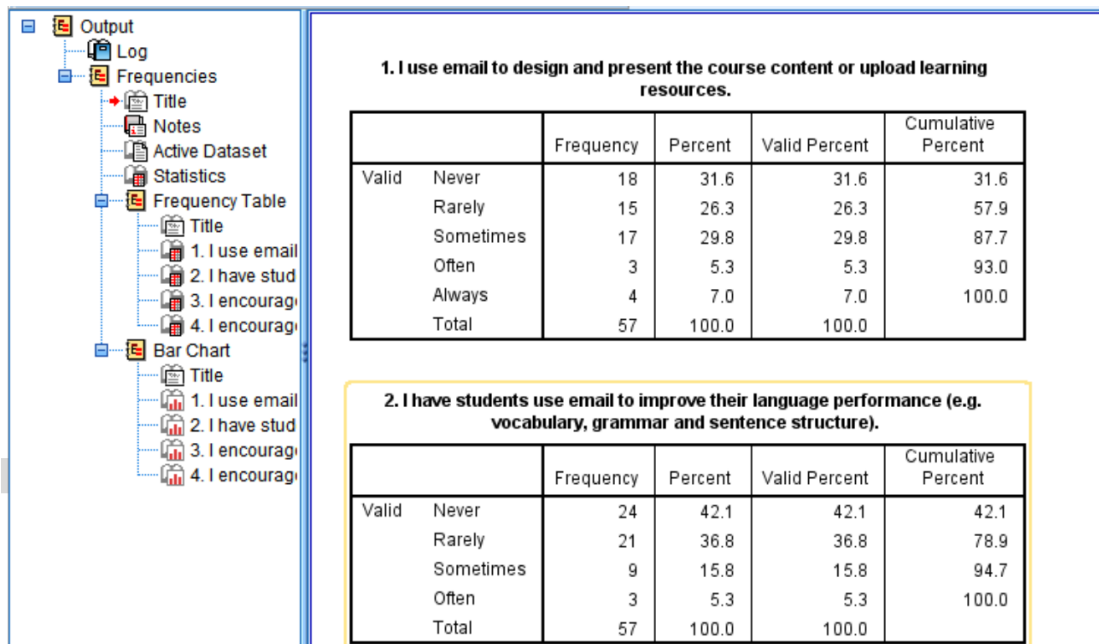 Output
Log
Frequencies
Title
Notes
Active Dataset
Statistics
Frequency Table
Title
1. I use email
2. I have stud
3. I encourag
4. I encourag
Bar Chart
Title
1. I use email
2. I have stud
3. I encourag
4. I encourag
1. I use email to design and present the course content or upload learning
resources.
Frequency Percent Valid Percent Cumulative Percent
Valid Never 18 31.6 31.6 31.6
Rarely 15 26.3 26.3 57.9
Sometimes 17 29.8 29.8 87.7
Often 3 5.3 5.3 93.0
Always 4 7.0 7.0 100.0
Total 57 100.0 100.0
2. I have students use email to improve their language performance (e.g.
vocabulary, grammar and sentence structure).
Frequency Percent Valid Percent Cumulative Percent
Valid Never 24 42.1 42.1 42.1
Rarely 21 36.8 36.8 78.9
Sometimes 9 15.8 15.8 94.7
Often 3 5.3 5.3 100.0
Total 57 100.0 100.0